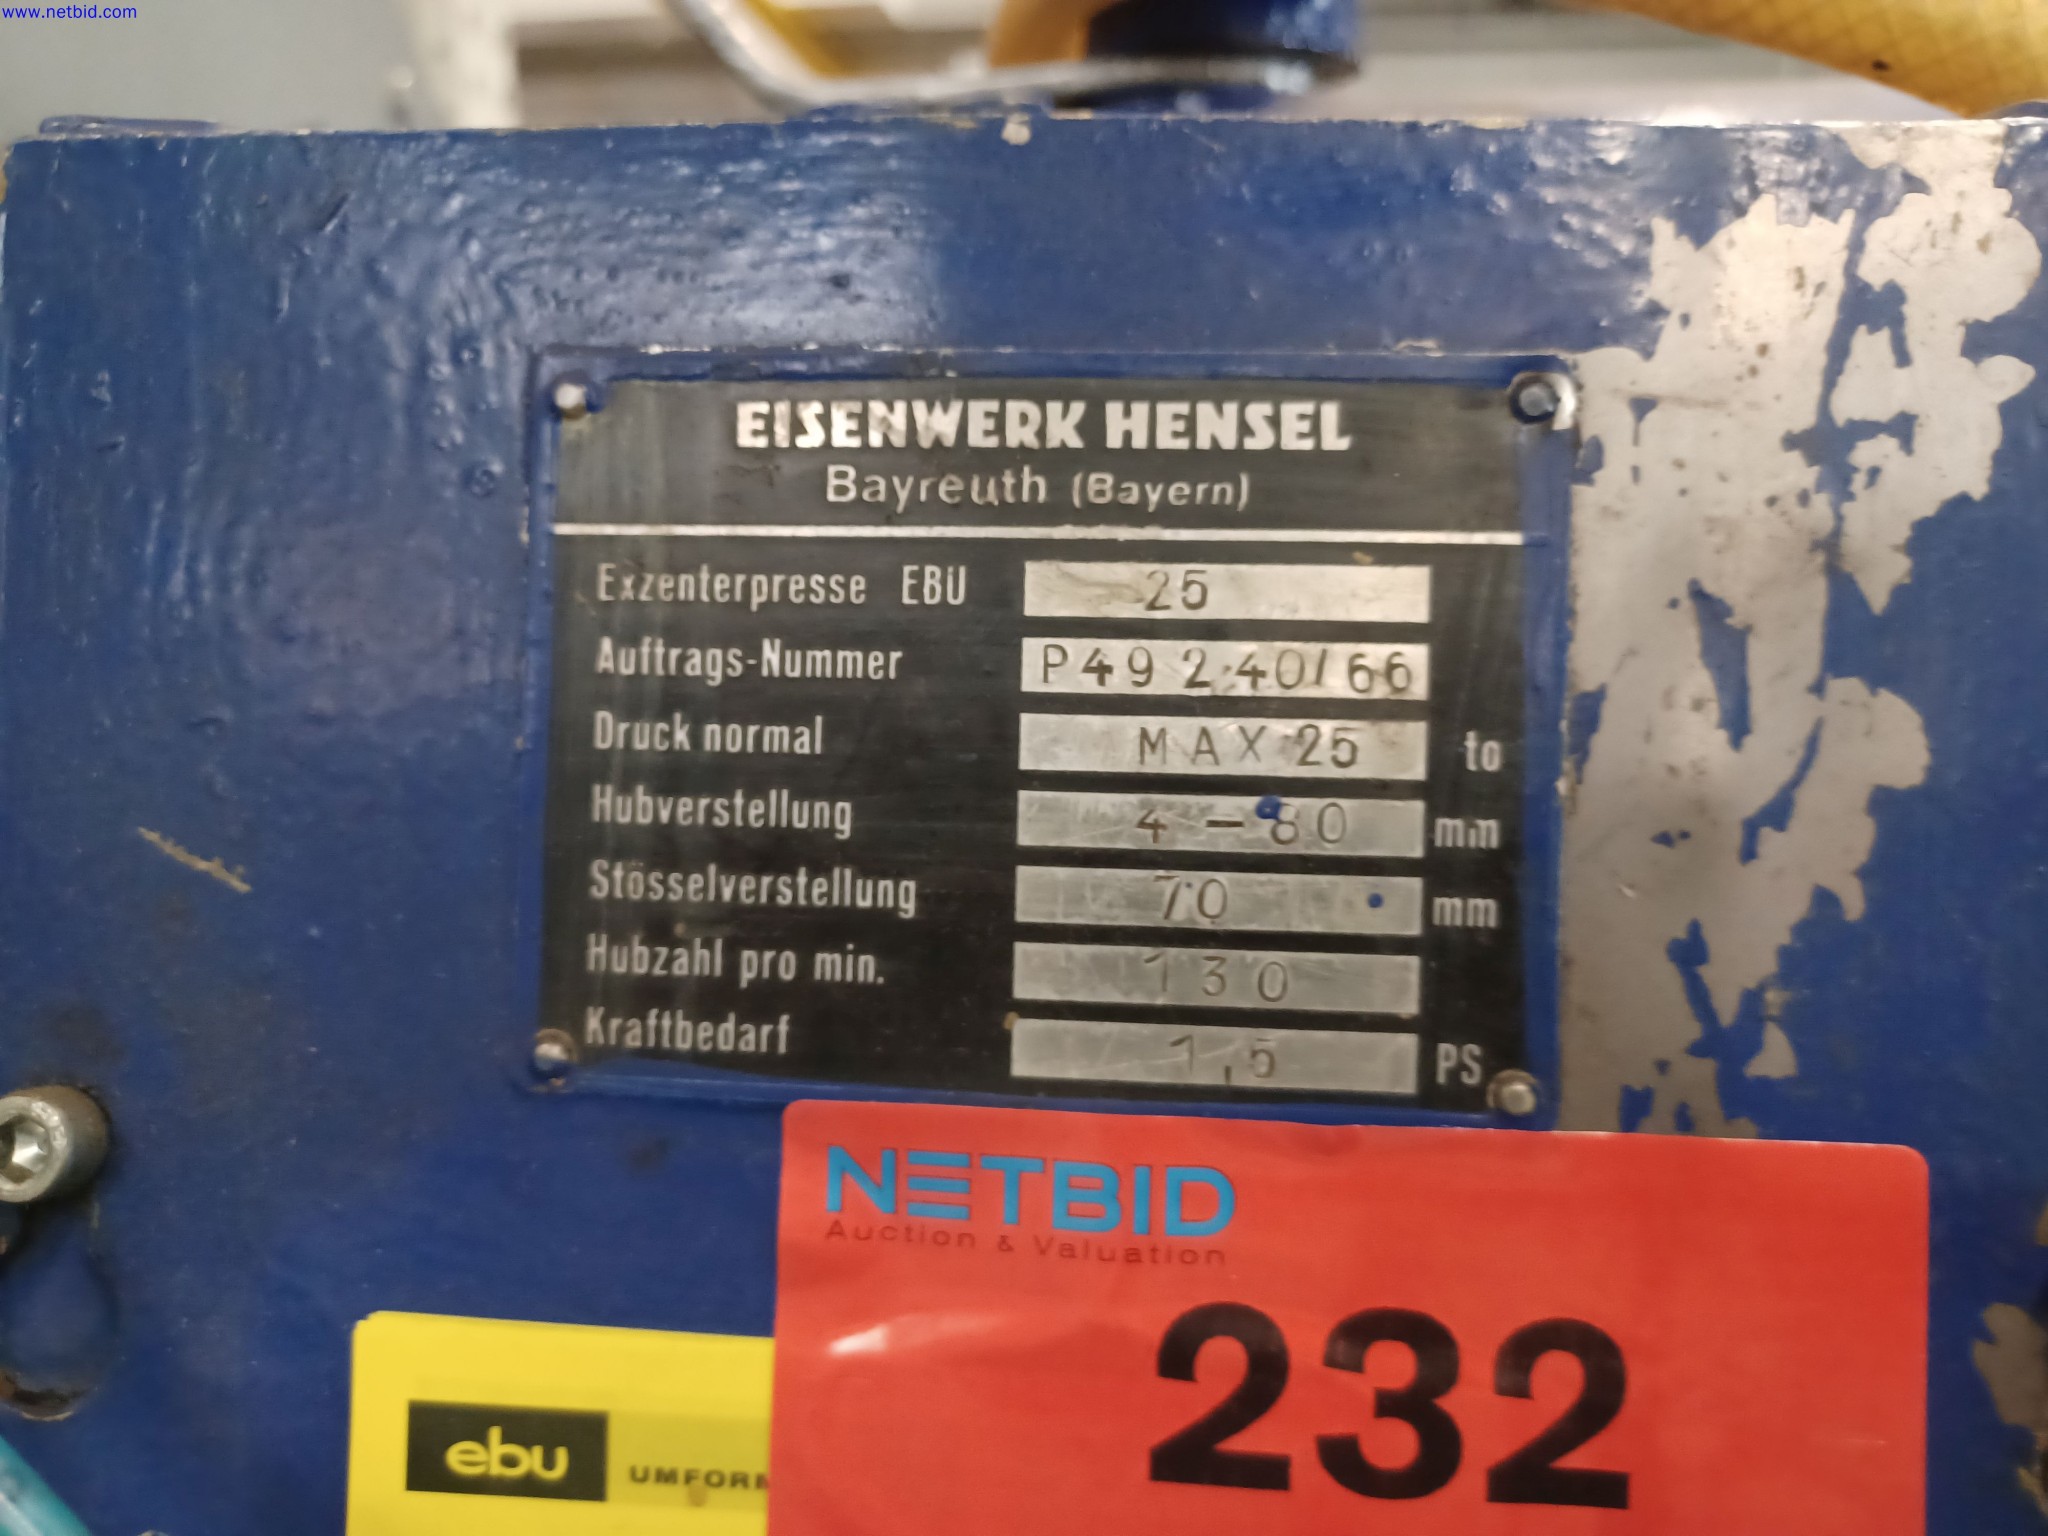 www.netbid.com
EISENWERK HENSEL
Bayreuth (Bayern)
Exzenterpresse EBU 25
Auftrags-Nummer P492.40/66
Druck normal MAX 25 to
Hubverstellung 4 – 80 mm
Stösselverstellung 70 mm
Hubzahl pro min. 130
Kraftbedarf 1,5 PS
NETBID
Auction & Valuation
232
ebu
UMFORM